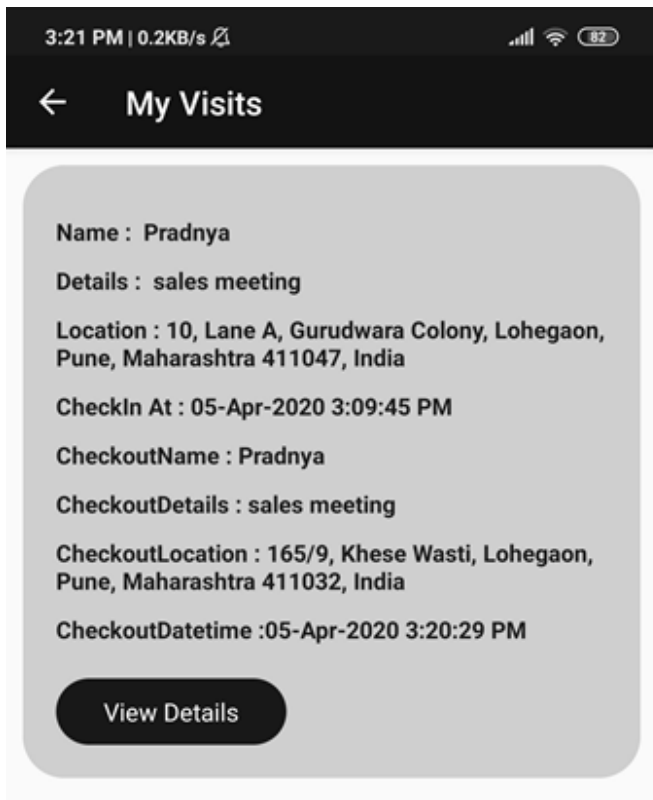 3:21 PM | 0.2KB/s
82
My Visits
Name : Pradnya
Details : sales meeting
Location : 10, Lane A, Gurudwara Colony, Lohegaon,
Pune, Maharashtra 411047, India
CheckIn At : 05-Apr-2020 3:09:45 PM
CheckoutName : Pradnya
CheckoutDetails : sales meeting
CheckoutLocation : 165/9, Khese Wasti, Lohegaon,
Pune, Maharashtra 411032, India
CheckoutDatetime :05-Apr-2020 3:20:29 PM
View Details